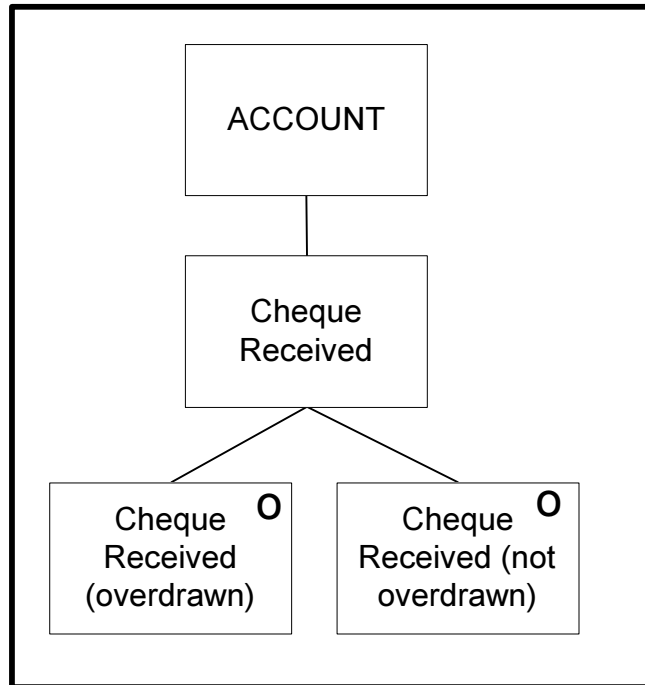 ACCOUNT
Cheque
Received
O
Cheque
Received
(overdrawn)
O
Cheque
Received (not
overdrawn)